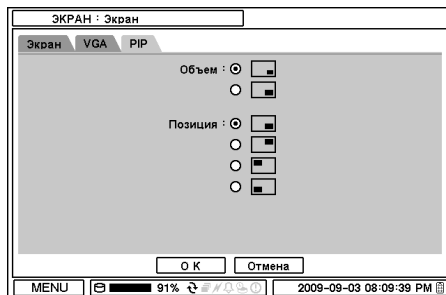 ЭКРАН : Экран
Экран VGA PIP
Объем :
Позиция :
O K Отмена
MENU 91% 2009-09-03 08:09:39 PM